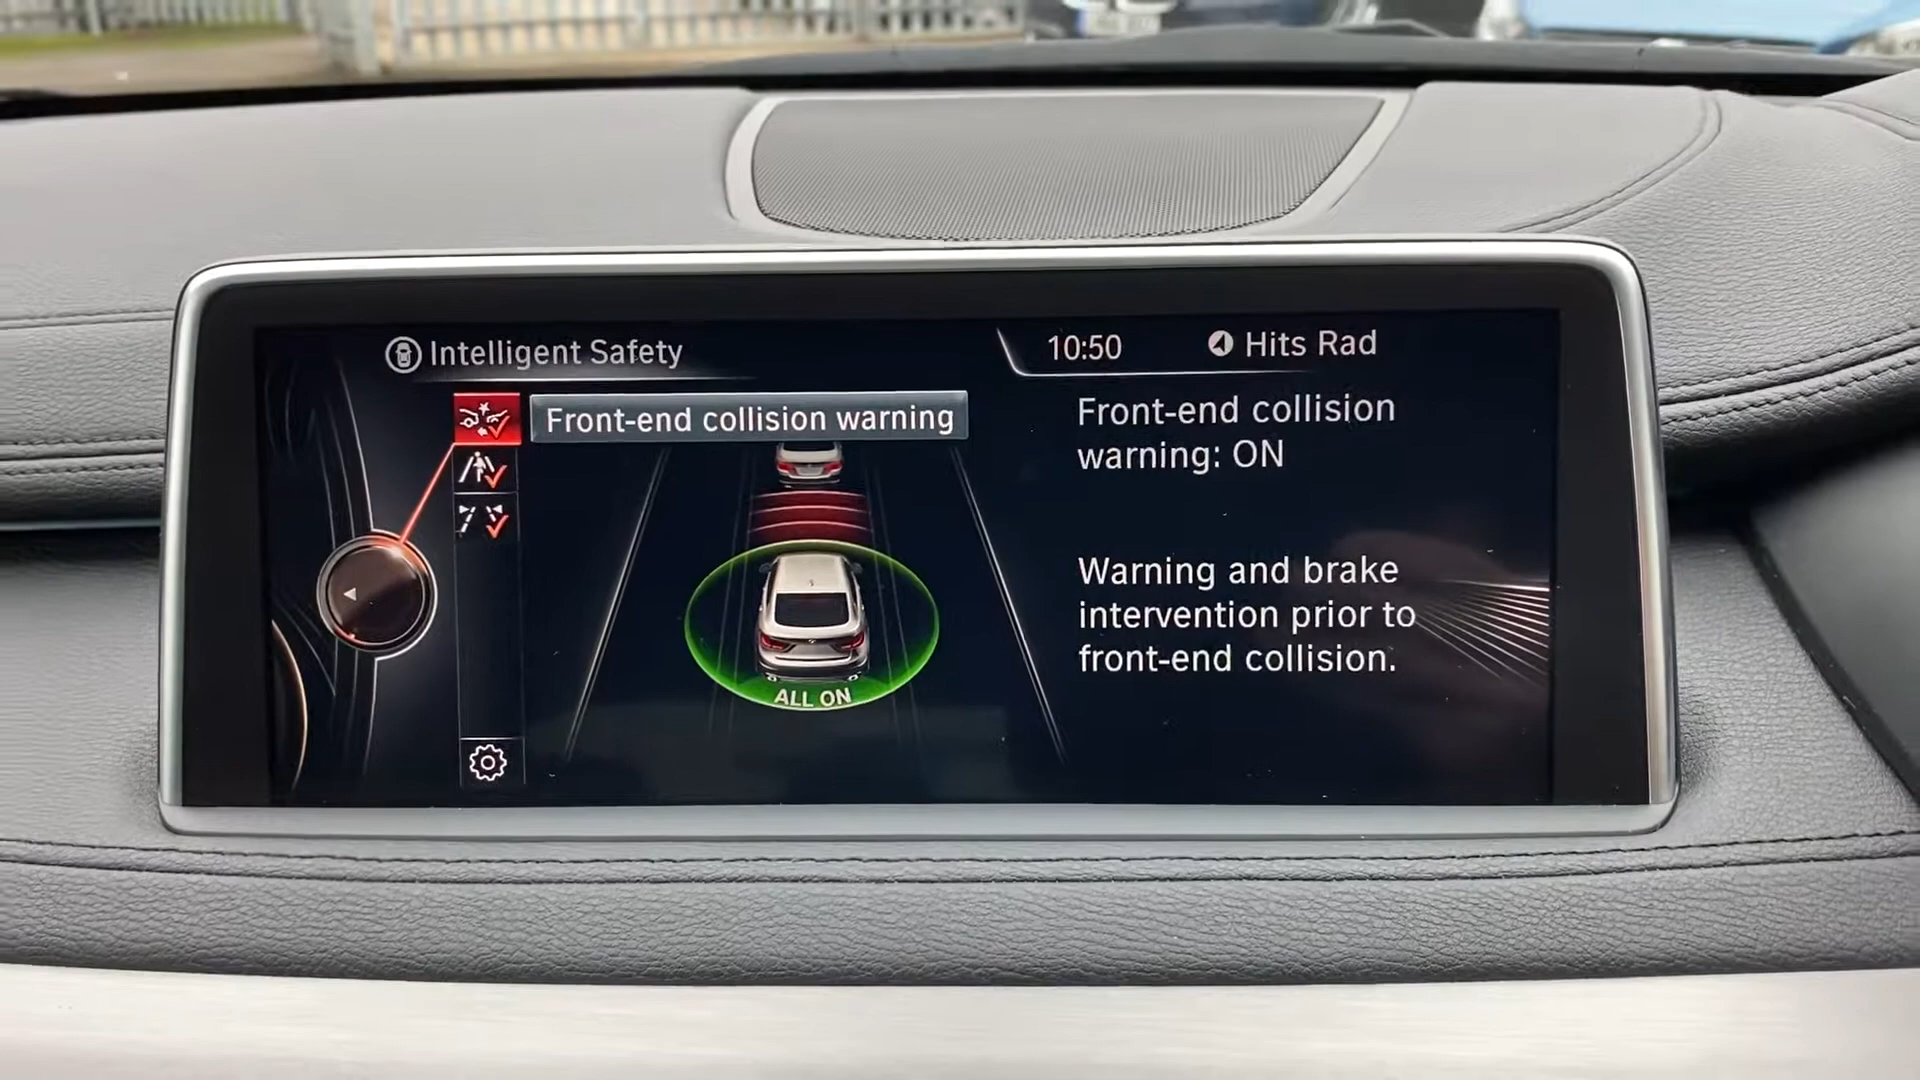 Intelligent Safety
10:50
Hits Rad
Front-end collision warning
ALL ON
Front-end collision
warning: ON
Warning and brake
intervention prior to
front-end collision.